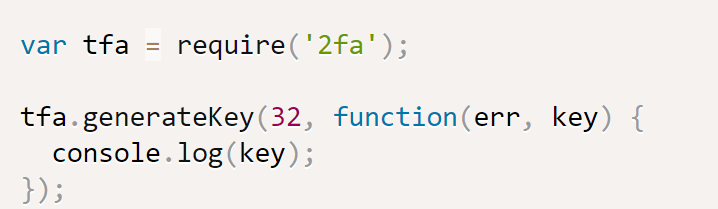 var tfa = require('2fa');
tfa.generateKey(32, function(err, key) {
  console.log(key);
});